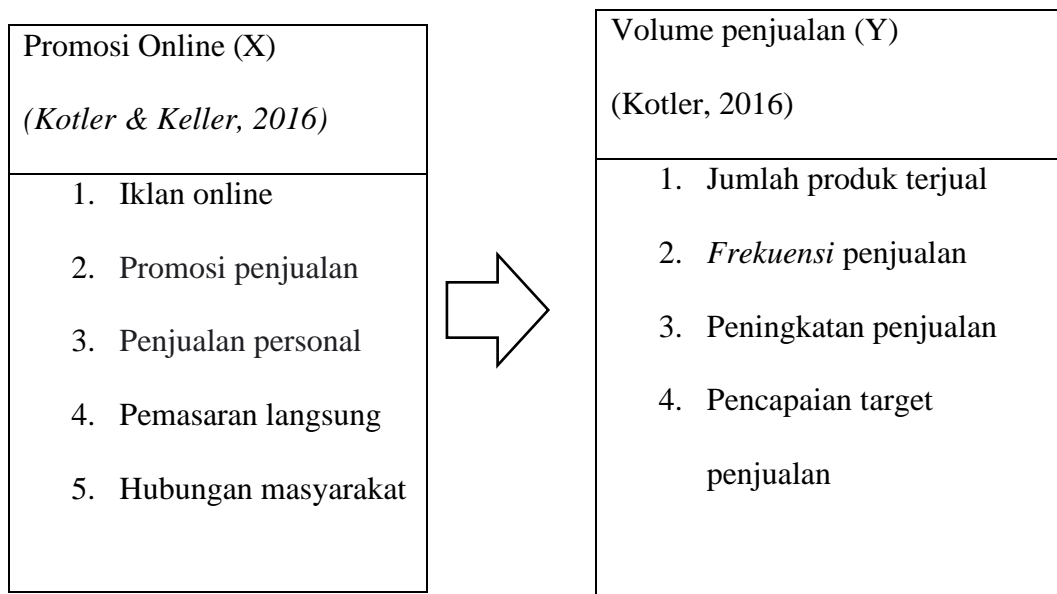 Promosi Online (X)
(Kotler & Keller, 2016)
1. Iklan online
2. Promosi penjualan
3. Penjualan personal
4. Pemasaran langsung
5. Hubungan masyarakat
Volume penjualan (Y)
(Kotler, 2016)
1. Jumlah produk terjual
2. Frekuensi penjualan
3. Peningkatan penjualan
4. Pencapaian target
penjualan